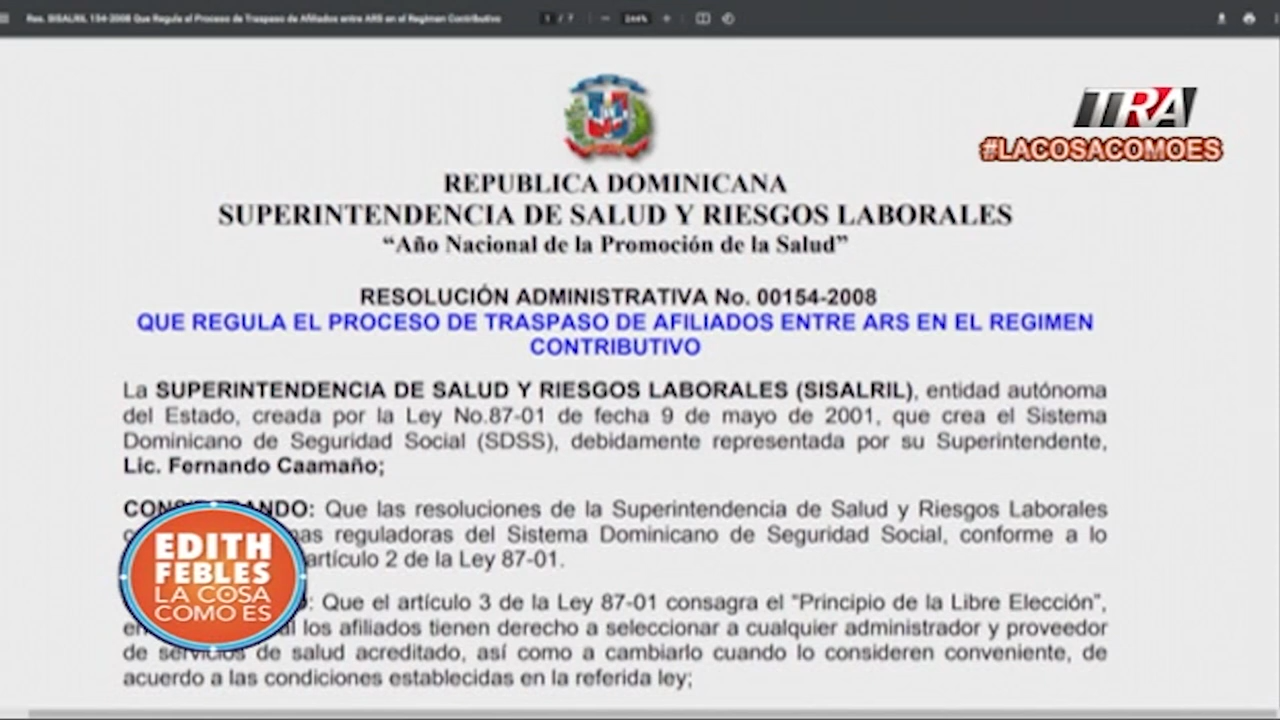 Res. SISALRIL 154-2008 Que Regula el Proceso de Traspaso de Afiliados entre ARS en el Regimen Contributivo
1 / 7
244%
TRA
#LACOSACOMOES
REPUBLICA DOMINICANA
SUPERINTENDENCIA DE SALUD Y RIESGOS LABORALES
“Año Nacional de la Promoción de la Salud”
RESOLUCIÓN ADMINISTRATIVA No. 00154-2008
QUE REGULA EL PROCESO DE TRASPASO DE AFILIADOS ENTRE ARS EN EL REGIMEN
CONTRIBUTIVO
La SUPERINTENDENCIA DE SALUD Y RIESGOS LABORALES (SISALRIL), entidad autónoma
del Estado, creada por la Ley No.87-01 de fecha 9 de mayo de 2001, que crea el Sistema
Dominicano de Seguridad Social (SDSS), debidamente representada por su Superintendente,
Lic. Fernando Caamaño;
CONSIDERANDO: Que las resoluciones de la Superintendencia de Salud y Riesgos Laborales
reguladoras del Sistema Dominicano de Seguridad Social, conforme a lo
artículo 2 de la Ley 87-01.
: Que el artículo 3 de la Ley 87-01 consagra el "Principio de la Libre Elección",
los afiliados tienen derecho a seleccionar a cualquier administrador y proveedor
de servicios de salud acreditado, así como a cambiarlo cuando lo consideren conveniente, de
acuerdo a las condiciones establecidas en la referida ley;
EDITH
FEBLES
LA COSA
COMO ES